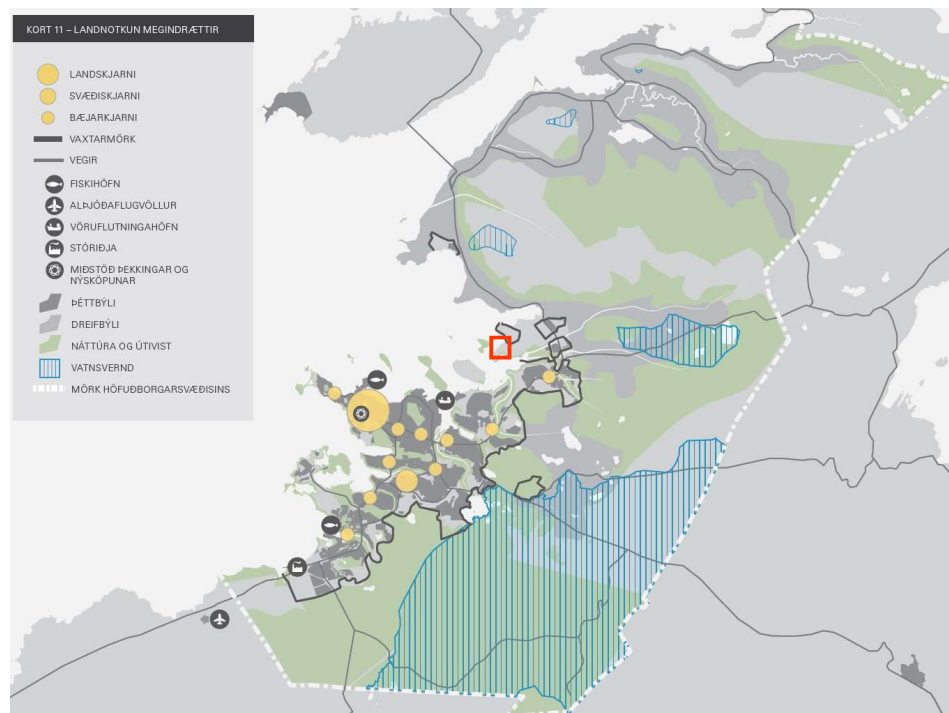 KORT 11 – LANDNOTKUN MEGINDRÆTTIR
LANDSKJARNI
SVÆÐISKJARNI
BÆJARKJARNI
VAXTARMÖRK
VEGIR
FISKIHÖFN
ALÞJÓÐAFLUGVÖLLUR
VÖRUFLUTNINGAHÖFN
STÓRIÐJA
MIÐSTÖÐ ÞEKKINGAR OG
NÝSKÖPUNAR
ÞÉTTBÝLI
DREIFBÝLI
NÁTTÚRA OG ÚTIVIST
VATNSVERND
MÖRK HÖFUÐBORGARSVÆÐISINS